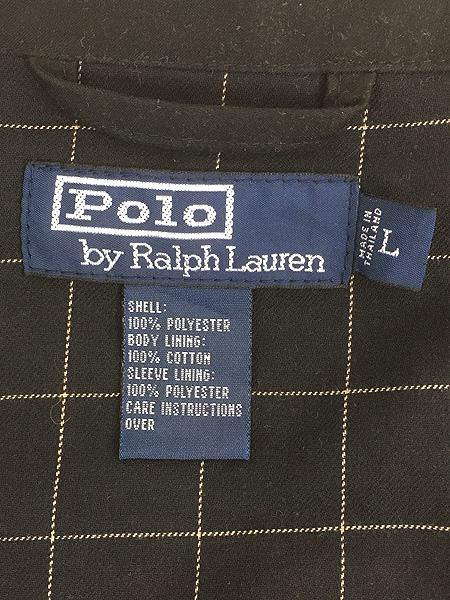 Polo
by Ralph Lauren
MADE IN
THAILAND
L
SHELL:
100% POLYESTER
BODY LINING:
100% COTTON
SLEEVE LINING:
100% POLYESTER
CARE INSTRUCTIONS
OVER